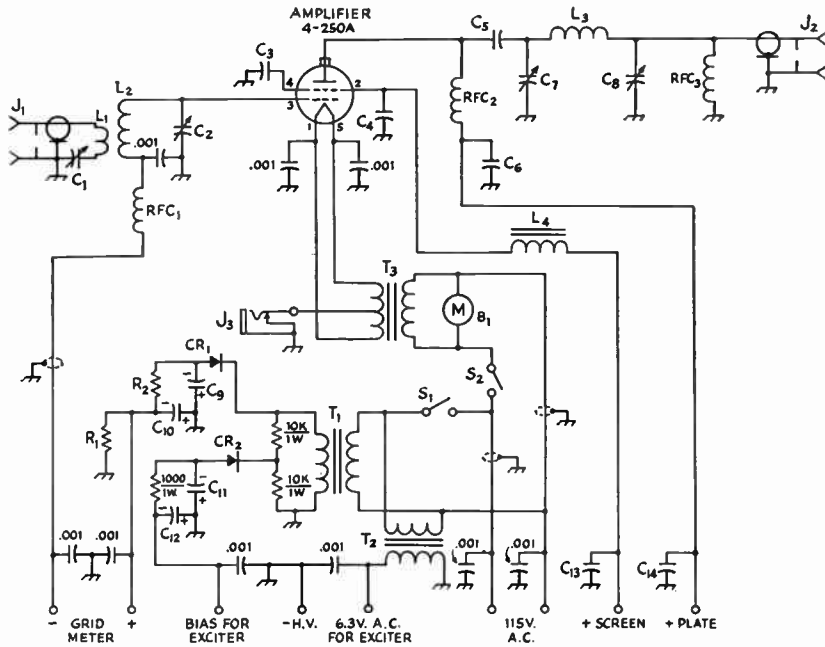 AMPLIFIER
4-250A
C5
L3
J2
C3
4
2
3
1
5
RFC2
C7
C8
RFC3
L2
J1
L1
C2
C4
.001
C1
.001
.001
C6
RFC1
L4
T3
M
B1
J3
CR1
S2
R2
-
+
C9
S1
-
+
C10
T1
10K
1W
R1
CR2
1000
1W
-
+
C11
10K
1W
-
+
C12
T2
.001
.001
.001
.001
.001
.001
C13
C14
- GRID METER +
BIAS FOR
EXCITER
-H.V.
6.3V. A.C.
FOR EXCITER
115V.
A.C.
+ SCREEN
+ PLATE